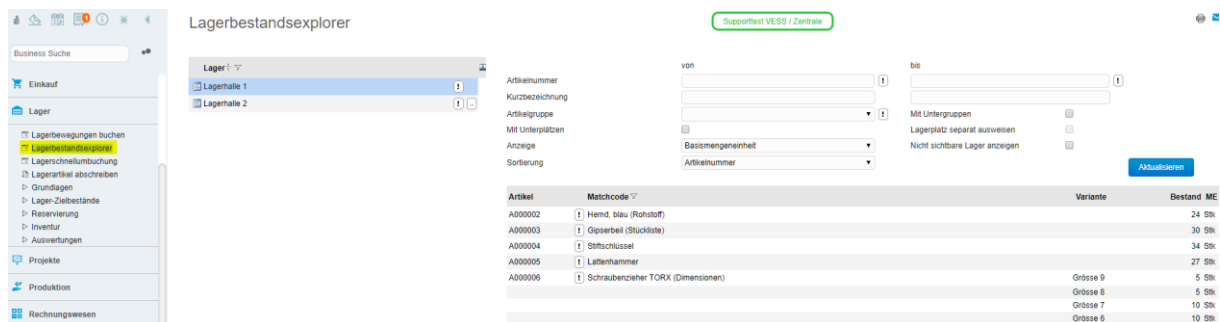 Lagerbestandsexplorer
Supporttest VESS / Zentrale
1
Business Suche
Einkauf
Lager
Lagerbewegungen buchen
Lagerbestandsexplorer
Lagerschnellumbuchung
Lagerartikel abschreiben
Grundlagen
Lager-Zielbestände
Reservierung
Inventur
Auswertungen
Projekte
Produktion
Rechnungswesen
Lager
Lagerhalle 1 !
Lagerhalle 2 ! ...
von bis
Artikelnummer ! !
Kurzbezeichnung
Artikelgruppe ! Mit Untergruppen
Mit Unterplätzen Lagerplatz separat ausweisen
Anzeige Basismengeneinheit Nicht sichtbare Lager anzeigen
Sortierung Artikelnummer
Aktualisieren
Artikel Matchcode Variante Bestand ME
A000002 ! Hemd, blau (Rohstoff) 24 Stk
A000003 ! Gipserbeil (Stückliste) 30 Stk
A000004 ! Stiftschlüssel 34 Stk
A000005 ! Lattenhammer 27 Stk
A000006 ! Schraubenzieher TORX (Dimensionen) Grösse 9 5 Stk
Grösse 8 5 Stk
Grösse 7 10 Stk
Grösse 6 10 Stk